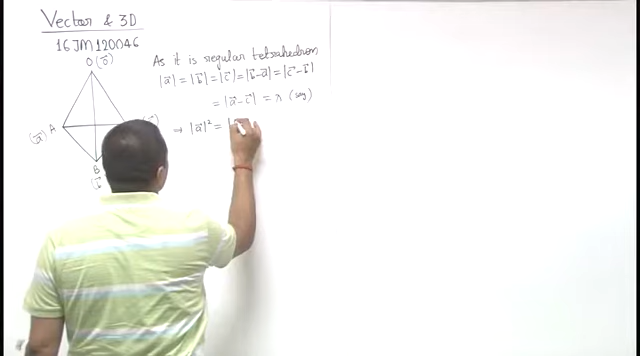 Vector & 3D
16JM120046
O(o⃗)
As it is regular tetrahedron
|a⃗| = |b⃗| = |c⃗| = |b⃗-a⃗| = |c⃗-b⃗|
= |a⃗-c⃗| = λ (say)
(a⃗) A
B
⇒ |a⃗|² =